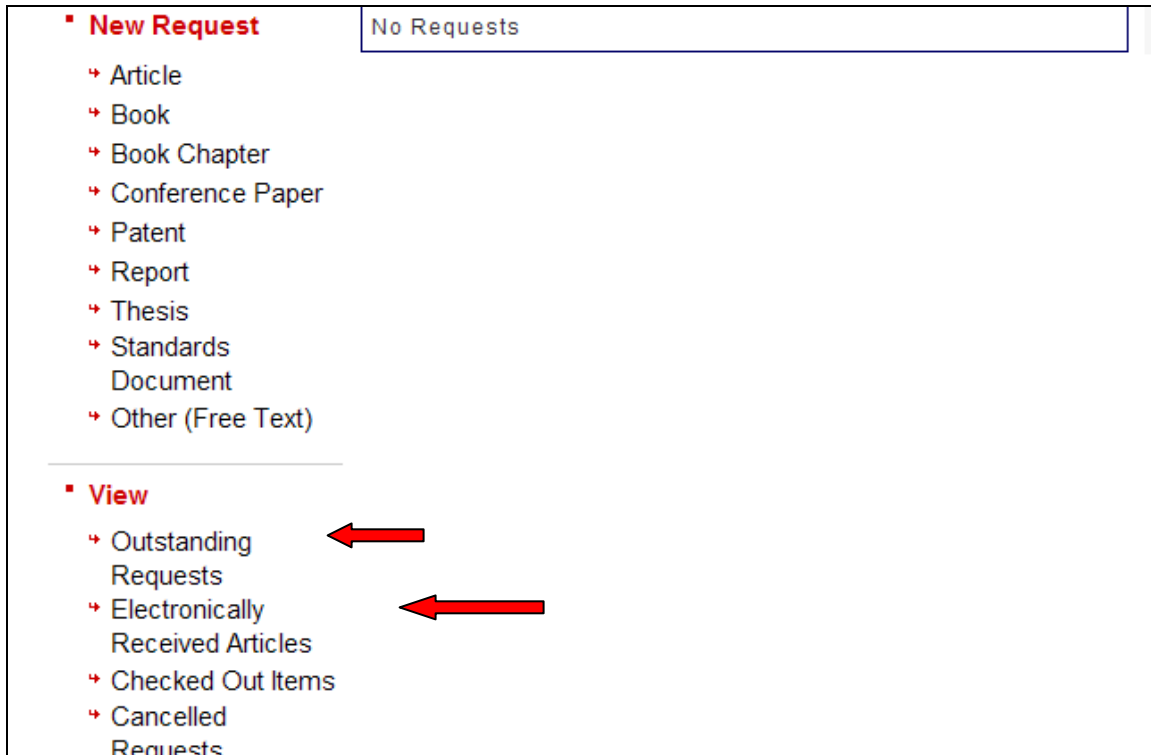 New Request
No Requests
Article
Book
Book Chapter
Conference Paper
Patent
Report
Thesis
Standards
Document
Other (Free Text)
View
Outstanding
Requests
Electronically
Received Articles
Checked Out Items
Cancelled
Requests